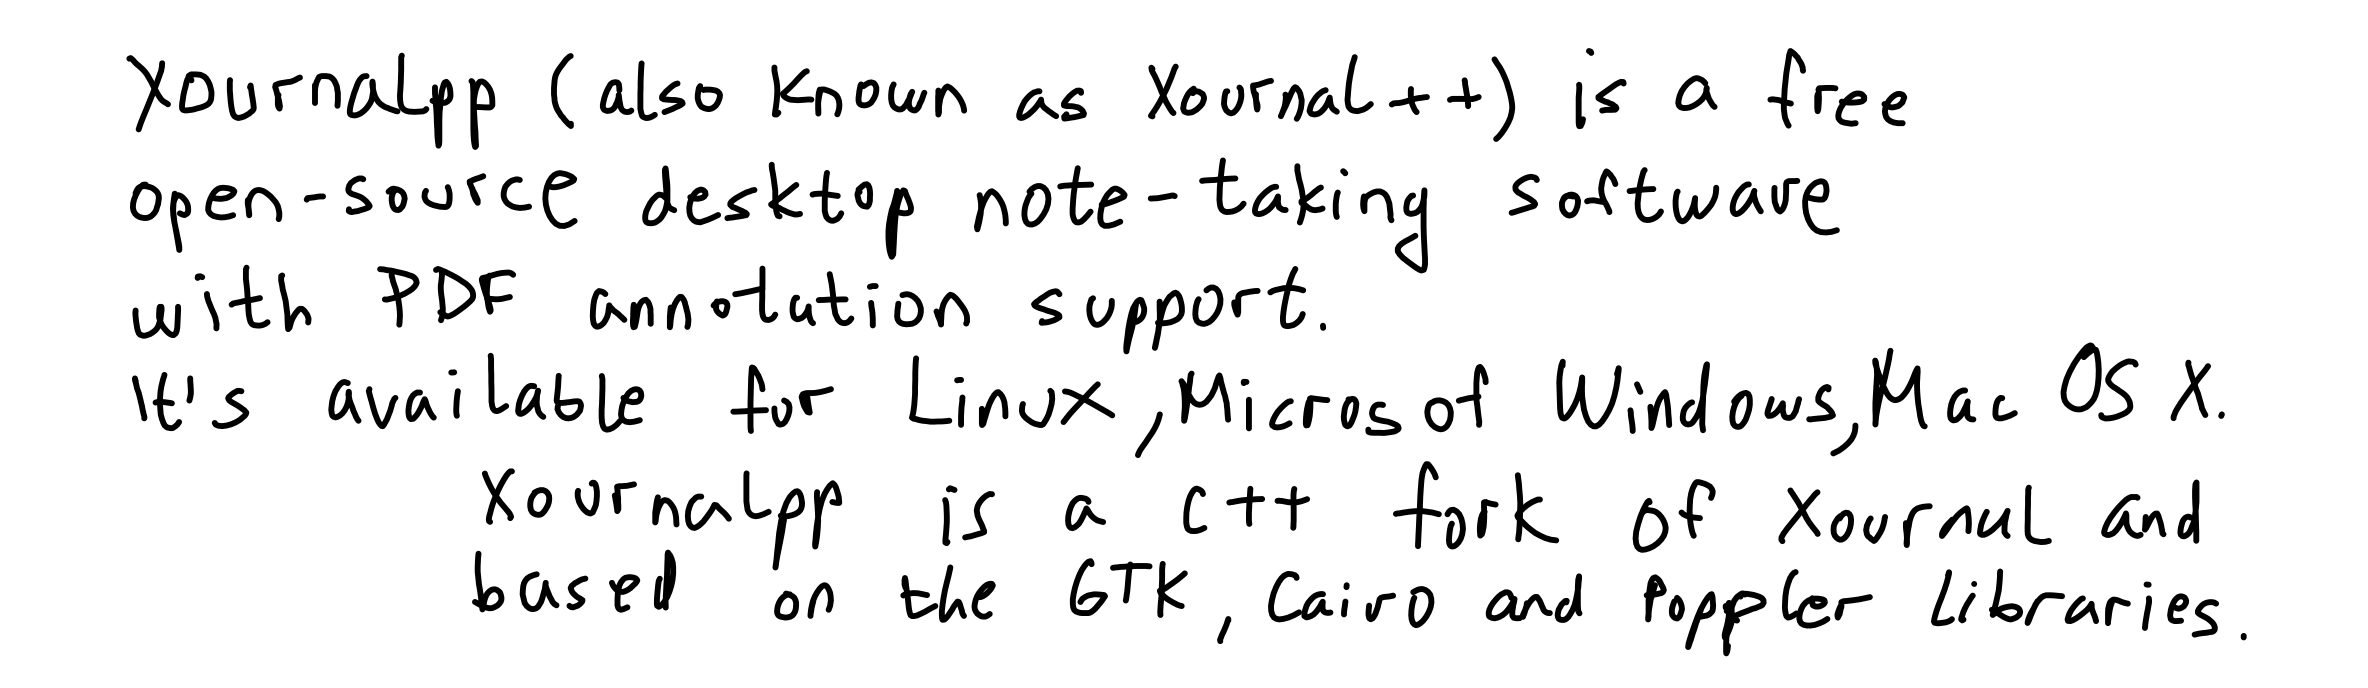 Xournalpp (also known as Xournal++) is a free
open-source desktop note-taking software
with PDF annotation support.
It's available for Linux, Microsof Windows, Mac OS X.
Xournalpp is a C++ fork of Xournal and
based on the GTK, Cairo and Poppler Libraries.